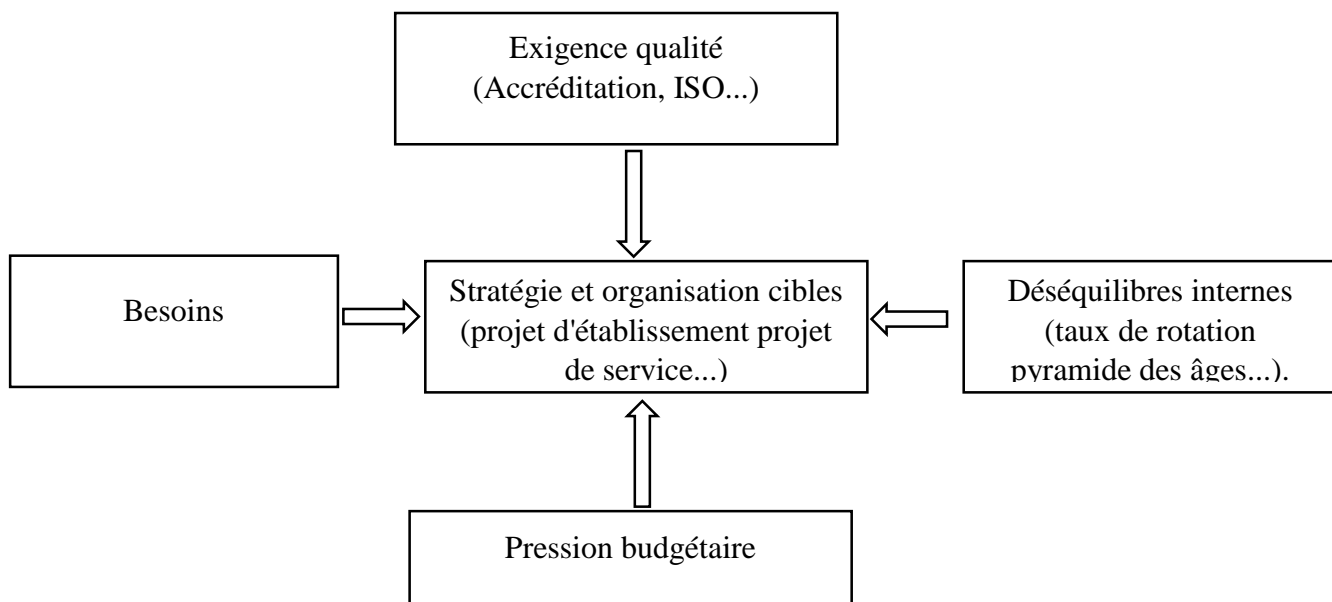 Exigence qualité
(Accréditation, ISO...)
Besoins
Stratégie et organisation cibles
(projet d'établissement projet
de service...)
Déséquilibres internes
(taux de rotation
pyramide des âges...).
Pression budgétaire